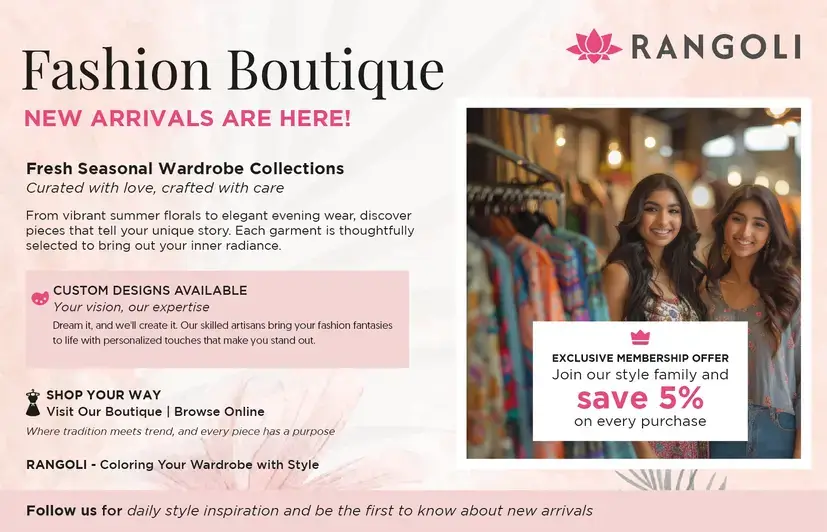 Fashion Boutique
NEW ARRIVALS ARE HERE!
RANGOLI
Fresh Seasonal Wardrobe Collections
Curated with love, crafted with care
From vibrant summer florals to elegant evening wear, discover
pieces that tell your unique story. Each garment is thoughtfully
selected to bring out your inner radiance.
CUSTOM DESIGNS AVAILABLE
Your vision, our expertise
Dream it, and we'll create it. Our skilled artisans bring your fashion fantasies
to life with personalized touches that make you stand out.
SHOP YOUR WAY
Visit Our Boutique | Browse Online
Where tradition meets trend, and every piece has a purpose
RANGOLI - Coloring Your Wardrobe with Style
EXCLUSIVE MEMBERSHIP OFFER
Join our style family and
save 5%
on every purchase
Follow us for daily style inspiration and be the first to know about new arrivals